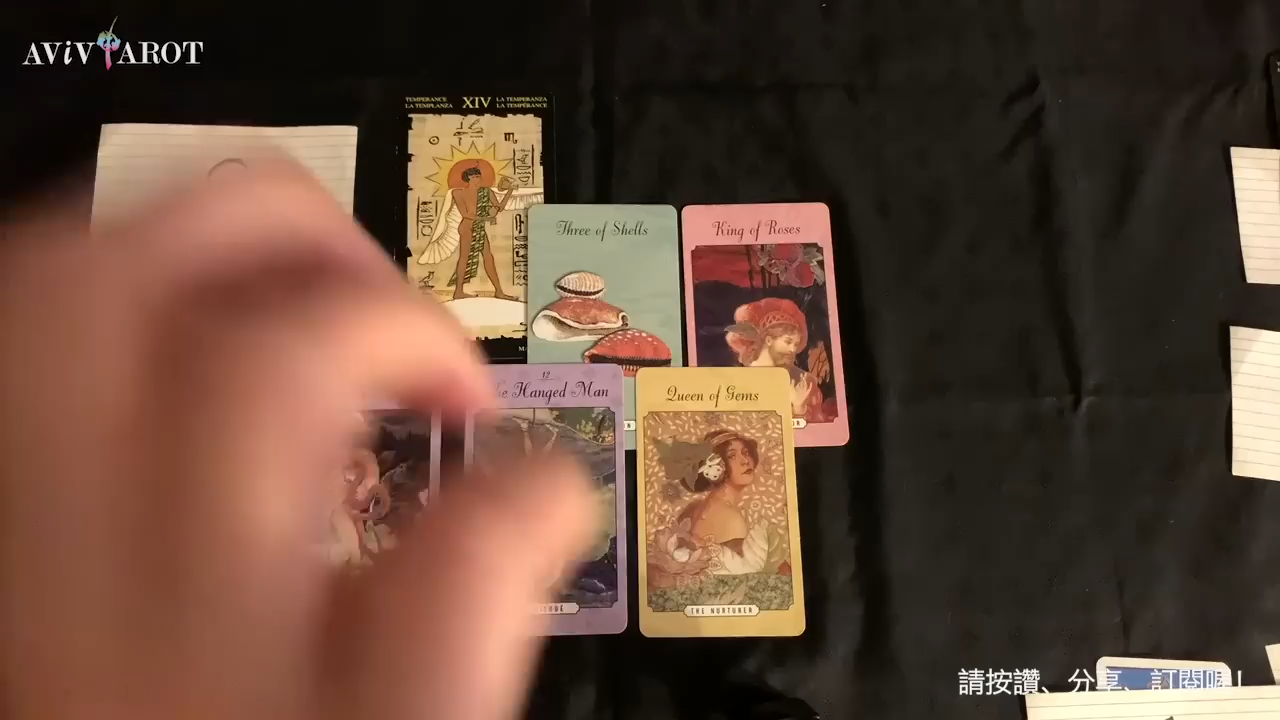 AViV TAROT
TEMPERANCE
LA TEMPLANZA
XIV
LA TEMPERANZA
LA TEMPÉRANCE
Three of Shells
King of Roses
12
Hanged Man
Queen of Gems
THE NURTURER
請按讚、分享、訂閱喔!